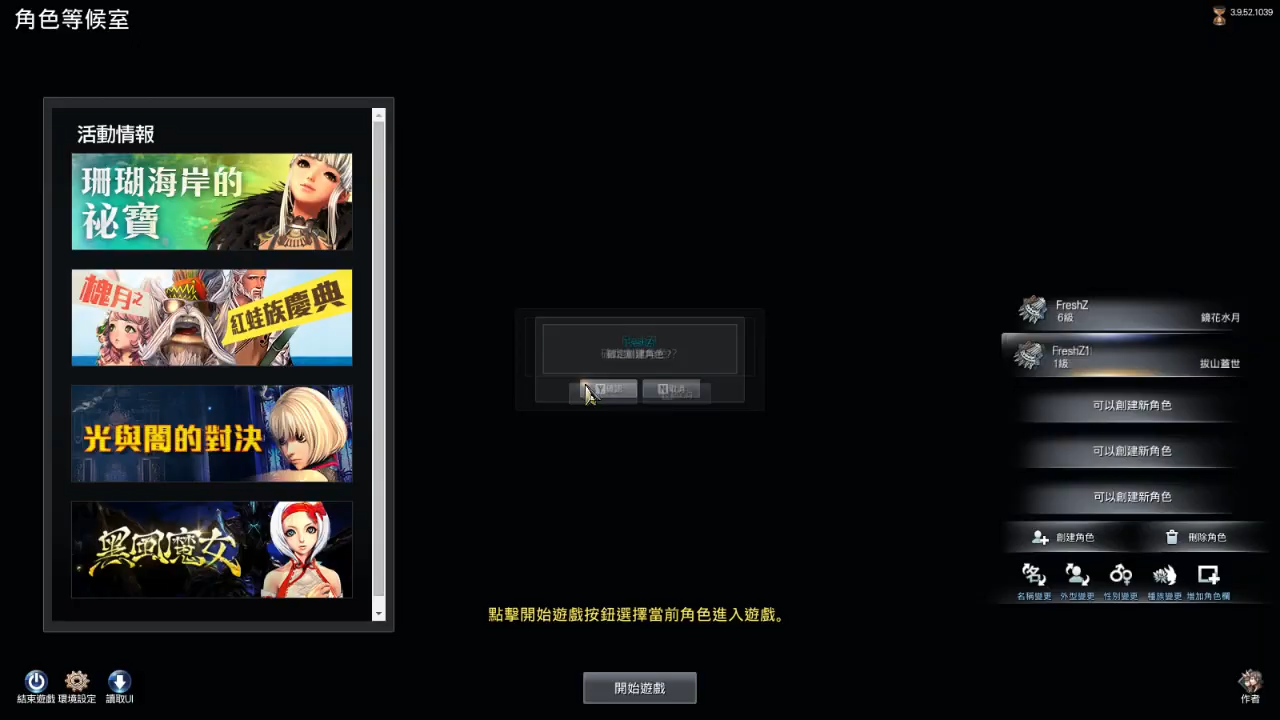 角色等候室
3.9.52.1039
活動情報
珊瑚海岸的
祕寶
槐月之
紅蛙族慶典
光與闇的對決
黑風魔女
FreshZ
6級
鏡花水月
FreshZ1
1級
拔山蓋世
可以創建新角色
可以創建新角色
可以創建新角色
創建角色
刪除角色
名稱變更
外型變更
性別變更
種族變更
增加角色欄
點擊開始遊戲按鈕選擇當前角色進入遊戲。
開始遊戲
結束遊戲
環境設定
讀取UI
作者